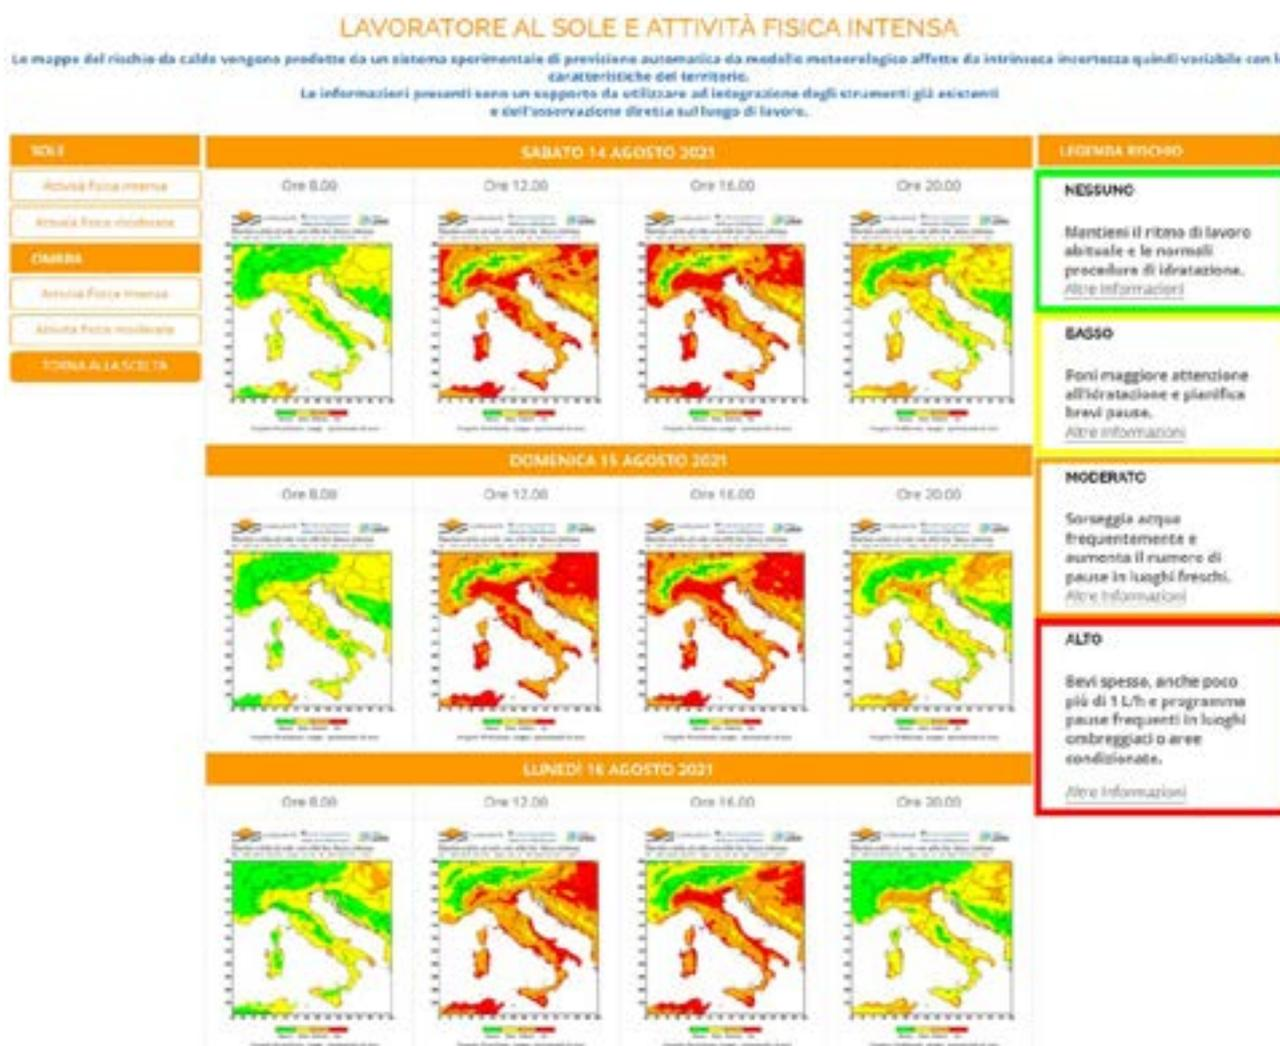 LAVORATORE AL SOLE E ATTIVITÀ FISICA INTENSA
Le mappe del rischio da caldo vengono prodotte da un sistema sperimentale di previsione automatica da modello meteorologico affette da intrinseca incertezza quindi variabile con le
caratteristiche del territorio.
Le informazioni presenti sono un supporto da utilizzare ad integrazione degli strumenti già esistenti
e dell'osservazione diretta sul luogo di lavoro.
SOLE
Attività fisica intensa
Attività fisica moderata
OMBRA
Attività fisica intensa
Attività fisica moderata
TORNA ALLA SCELTA
SABATO 14 AGOSTO 2021
Ore 8.00 Ore 12.00 Ore 16.00 Ore 20.00
DOMENICA 15 AGOSTO 2021
Ore 8.00 Ore 12.00 Ore 16.00 Ore 20.00
LUNEDÌ 16 AGOSTO 2021
Ore 8.00 Ore 12.00 Ore 16.00 Ore 20.00
LEGENDA RISCHIO
NESSUNO
Mantieni il ritmo di lavoro
abituale e le normali
procedure di idratazione.
Altre Informazioni
BASSO
Poni maggiore attenzione
all'idratazione e pianifica
brevi pause.
Altre Informazioni
MODERATO
Sorseggia acqua
frequentemente e
aumenta il numero di
pause in luoghi freschi.
Altre Informazioni
ALTO
Bevi spesso, anche poco
più di 1 L/h e programma
pause frequenti in luoghi
ombreggiati o aree
condizionate.
Altre Informazioni